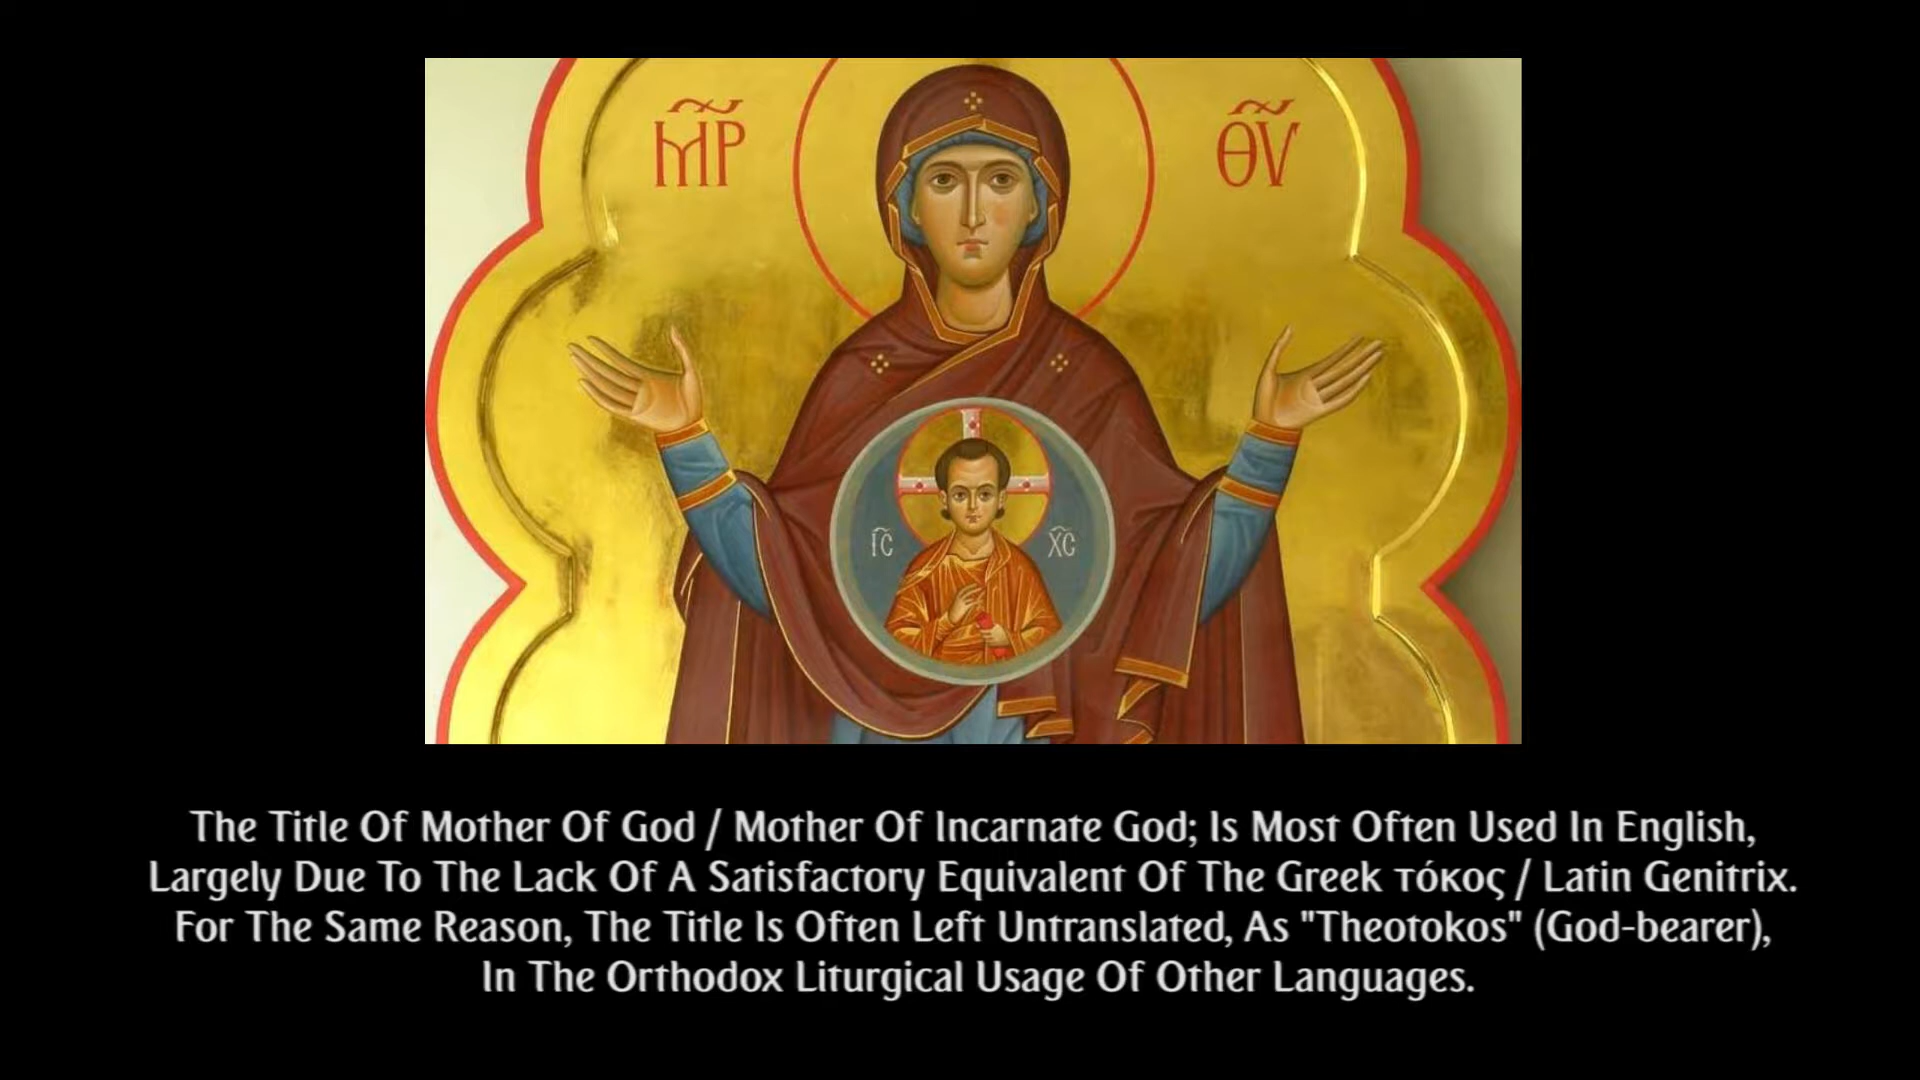 ΜΡ ΘΥ
ΙC ΧC
The Title Of Mother Of God / Mother Of Incarnate God; Is Most Often Used In English,
Largely Due To The Lack Of A Satisfactory Equivalent Of The Greek τόκος / Latin Genitrix.
For The Same Reason, The Title Is Often Left Untranslated, As "Theotokos" (God-bearer),
In The Orthodox Liturgical Usage Of Other Languages.